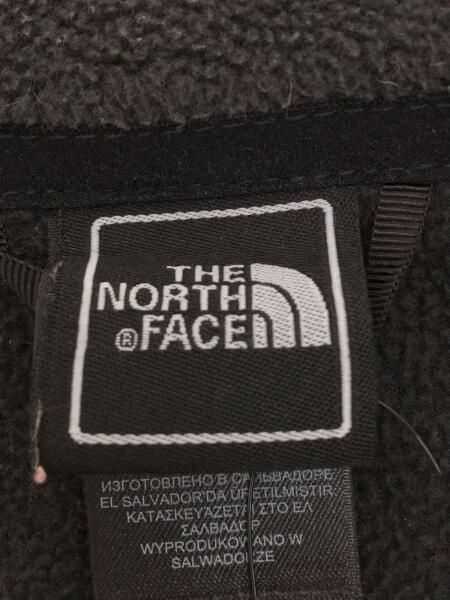 THE
NORTH
® FACE
ИЗГОТОВЛЕНО В САЛЬВАДОРЕ
EL SALVADOR'DA ÜRETILMIŞTIR
ΚΑΤΑΣΚΕΥΑΖΕΤΑΙ ΣΤΟ ΕΛ
ΣΑΛΒΑΔΟΡ
WYPRODUKOWANO W
SALWADORZE